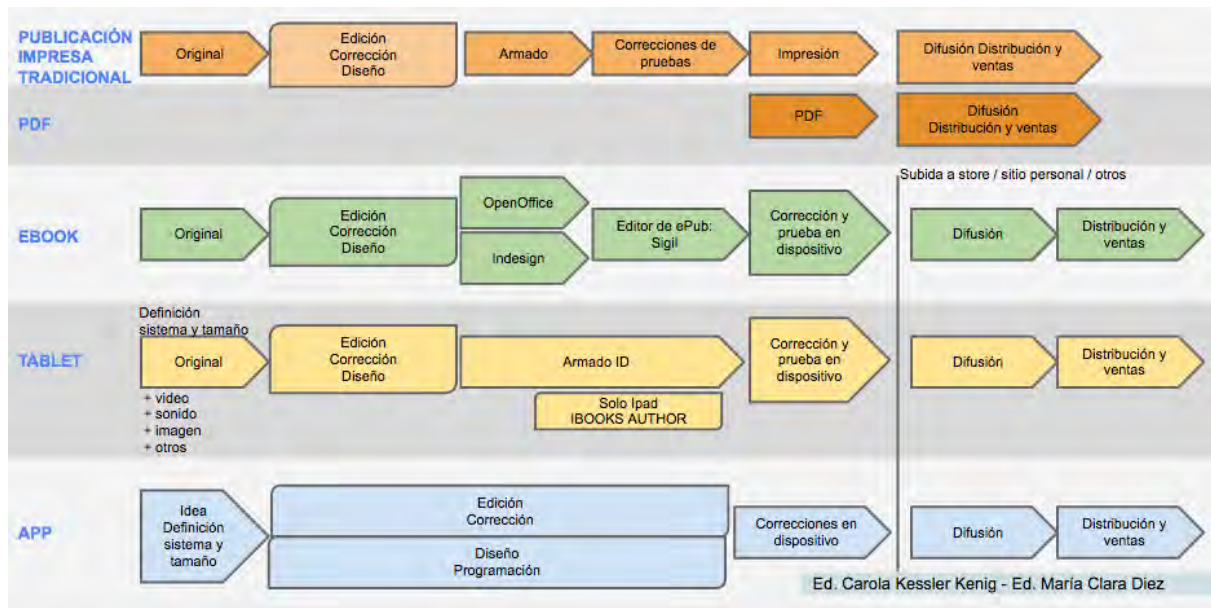 PUBLICACIÓN
IMPRESA
TRADICIONAL
Original
Edición
Corrección
Diseño
Armado
Correcciones de
pruebas
Impresión
Difusión Distribución y
ventas
PDF
PDF
Difusión
Distribución y ventas
Subida a store / sitio personal / otros
EBOOK
Original
Edición
Corrección
Diseño
OpenOffice
Indesign
Editor de ePub:
Sigil
Corrección y
prueba en
dispositivo
Difusión
Distribución y
ventas
TABLET
Definición
sistema y tamaño
Original
+ video
+ sonido
+ imagen
+ otros
Edición
Corrección
Diseño
Armado ID
Solo Ipad
IBOOKS AUTHOR
Corrección y
prueba en
dispositivo
Difusión
Distribución y
ventas
APP
Idea
Definición
sistema y
tamaño
Edición
Corrección
Diseño
Programación
Correcciones en
dispositivo
Difusión
Distribución y
ventas
Ed. Carola Kessler Kenig - Ed. María Clara Diez